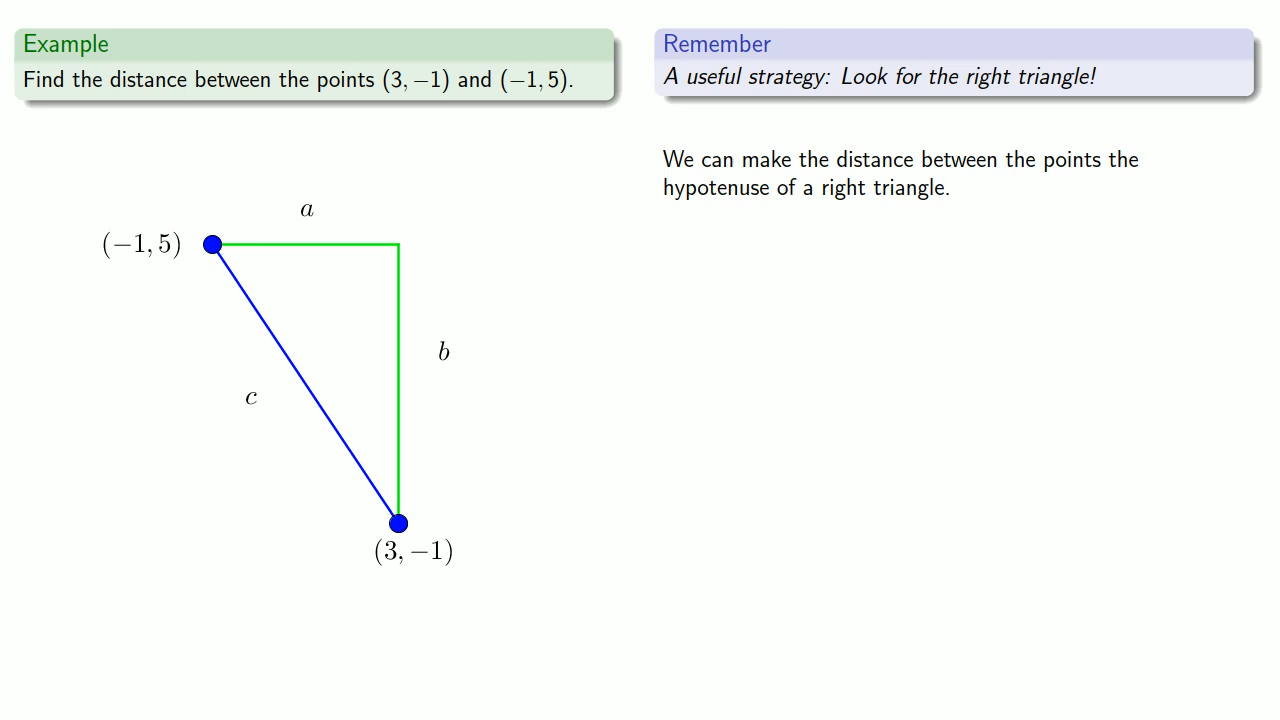 Example
Find the distance between the points (3, −1) and (−1, 5).
Remember
A useful strategy: Look for the right triangle!
We can make the distance between the points the
hypotenuse of a right triangle.
a
(−1, 5)
b
c
(3, −1)